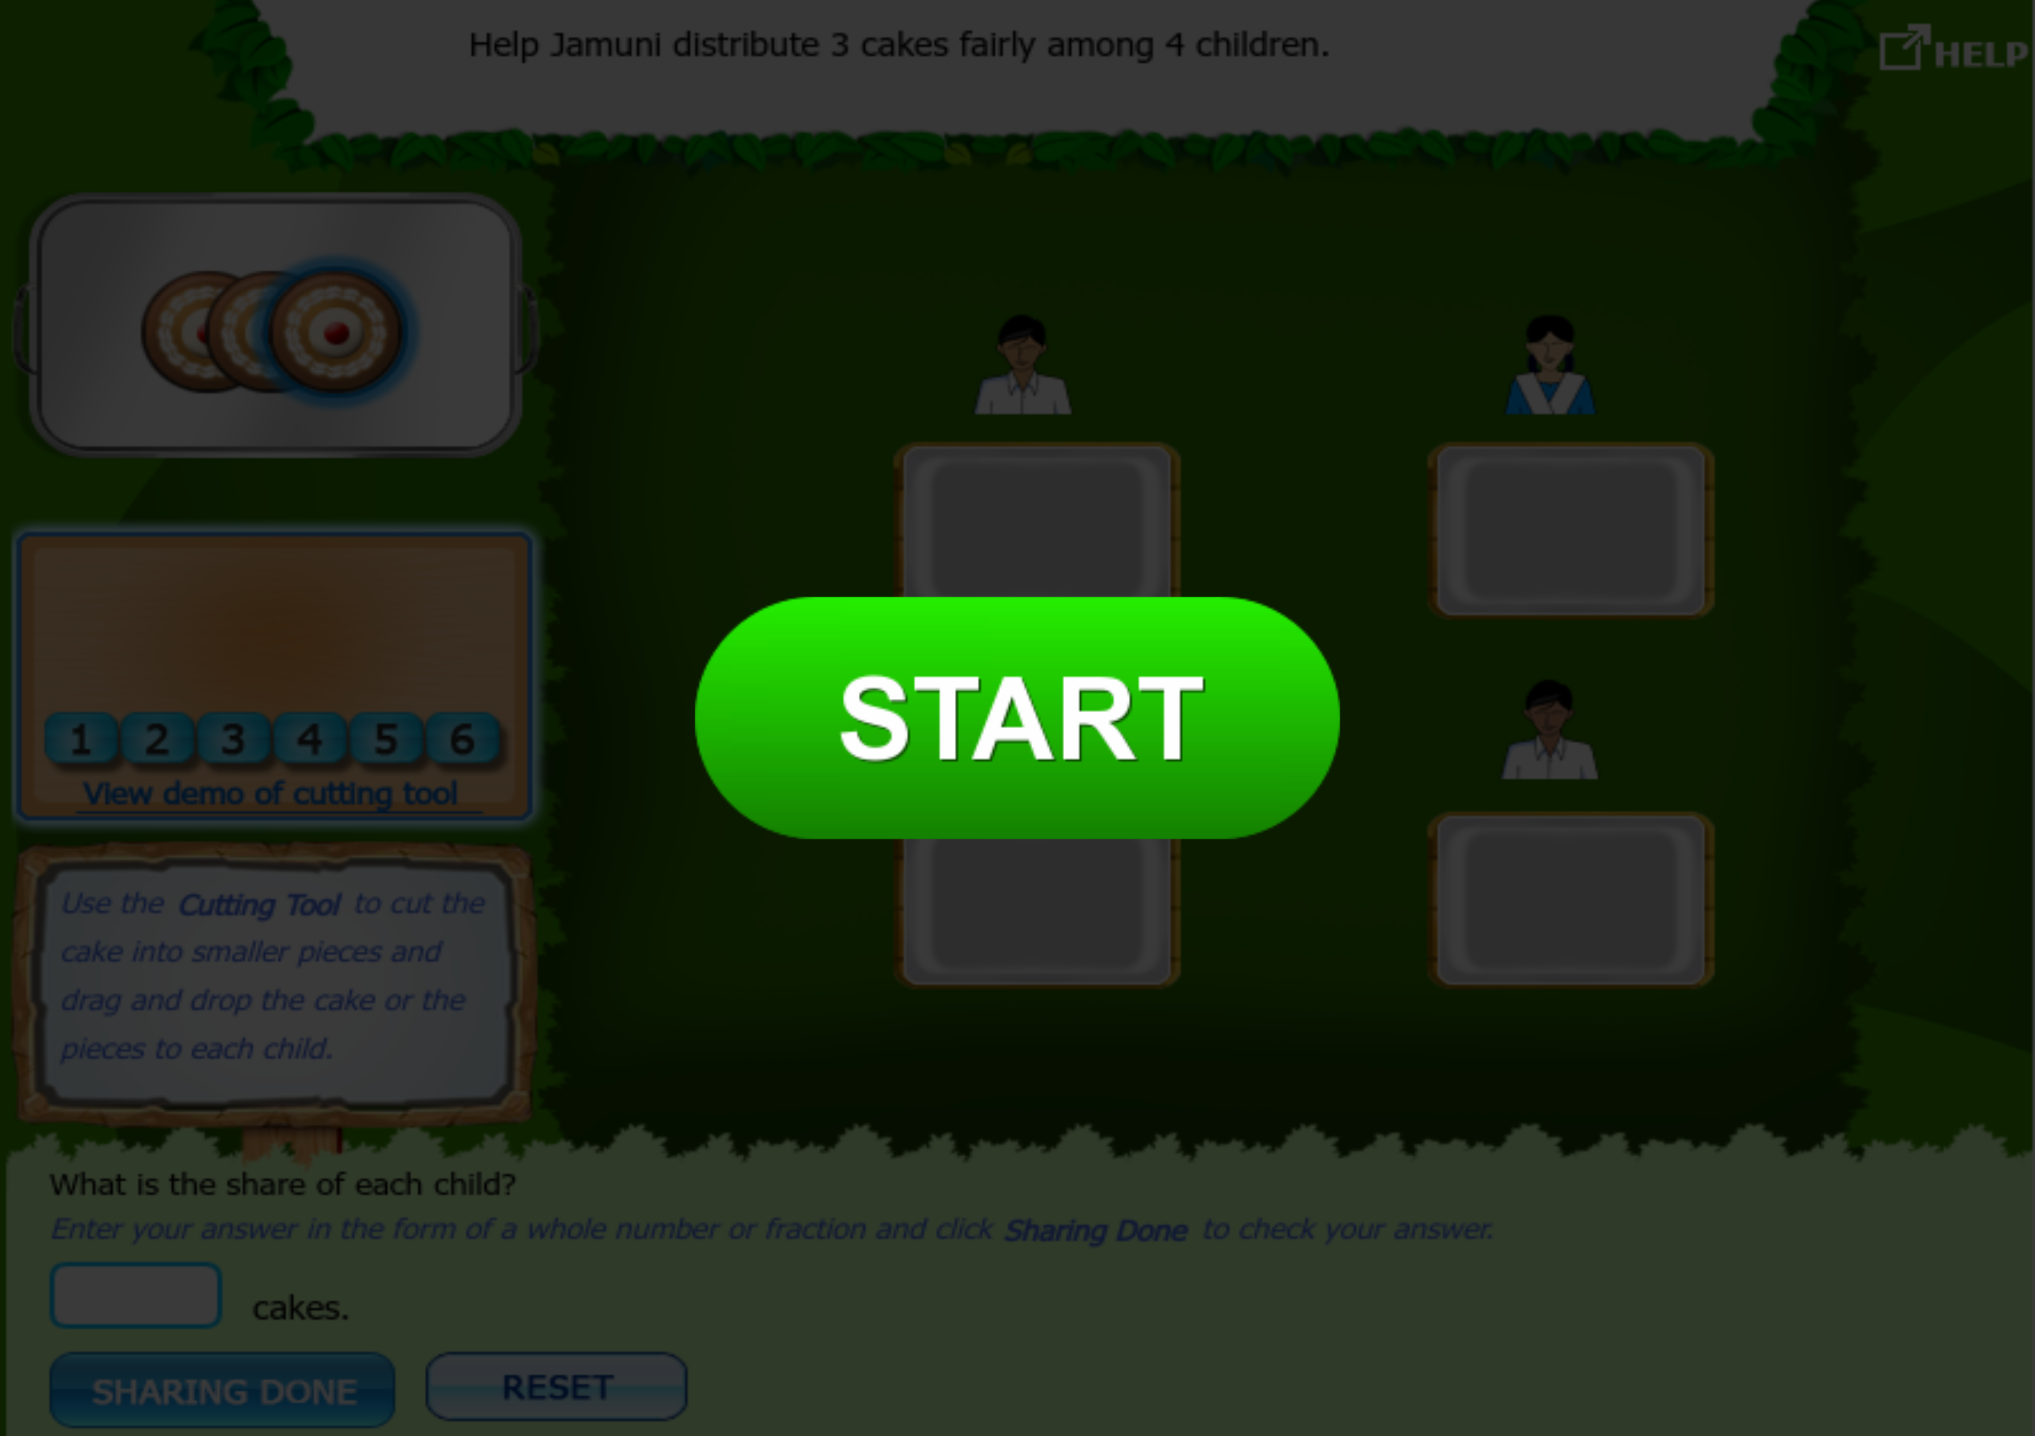 Help Jamuni distribute 3 cakes fairly among 4 children.
HELP
1 2 3 4 5 6
View demo of cutting tool
START
Use the Cutting Tool to cut the
cake into smaller pieces and
drag and drop the cake or the
pieces to each child.
What is the share of each child?
Enter your answer in the form of a whole number or fraction and click Sharing Done to check your answer.
cakes.
SHARING DONE
RESET